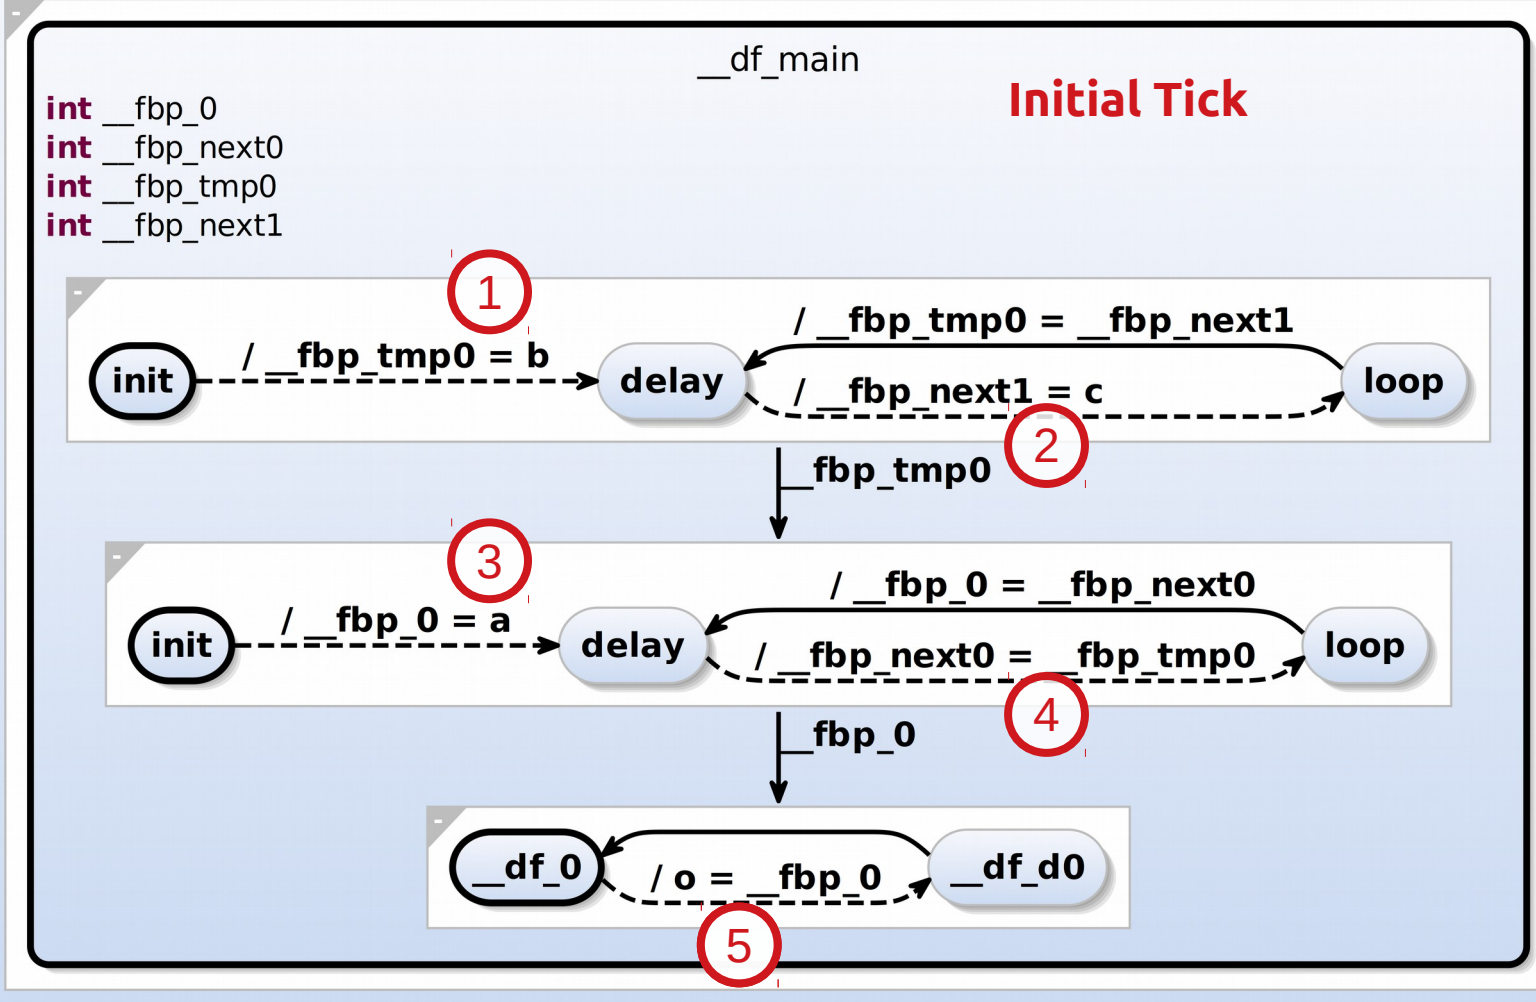 -
__df_main
Initial Tick
int __fbp_0
int __fbp_next0
int __fbp_tmp0
int __fbp_next1
-
1
/ __fbp_tmp0 = __fbp_next1
/ __fbp_tmp0 = b
init
delay
/ __fbp_next1 = c
loop
2
__fbp_tmp0
-
3
/ __fbp_0 = __fbp_next0
/ __fbp_0 = a
init
delay
/ __fbp_next0 = __fbp_tmp0
loop
4
__fbp_0
-
__df_0
/ o = __fbp_0
__df_d0
5